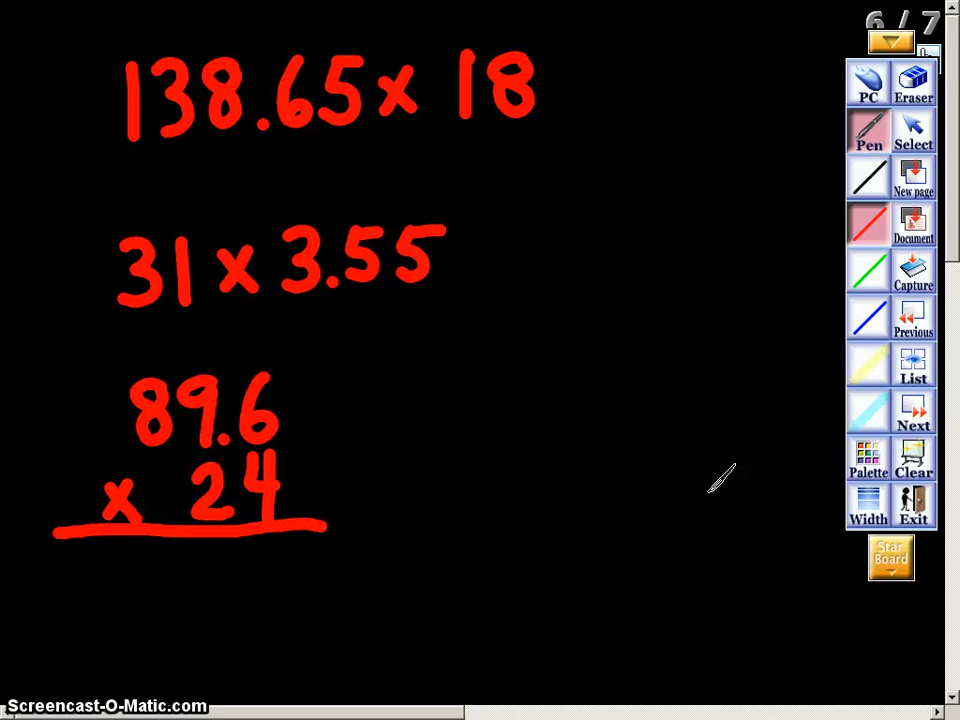 6 / 7
138.65 x 18
PC Eraser
Pen Select
New page
Document
31 x 3.55
Capture
Previous
List
89.6
Next
x 24
Palette Clear
Width Exit
Star
Board
Screencast-O-Matic.com